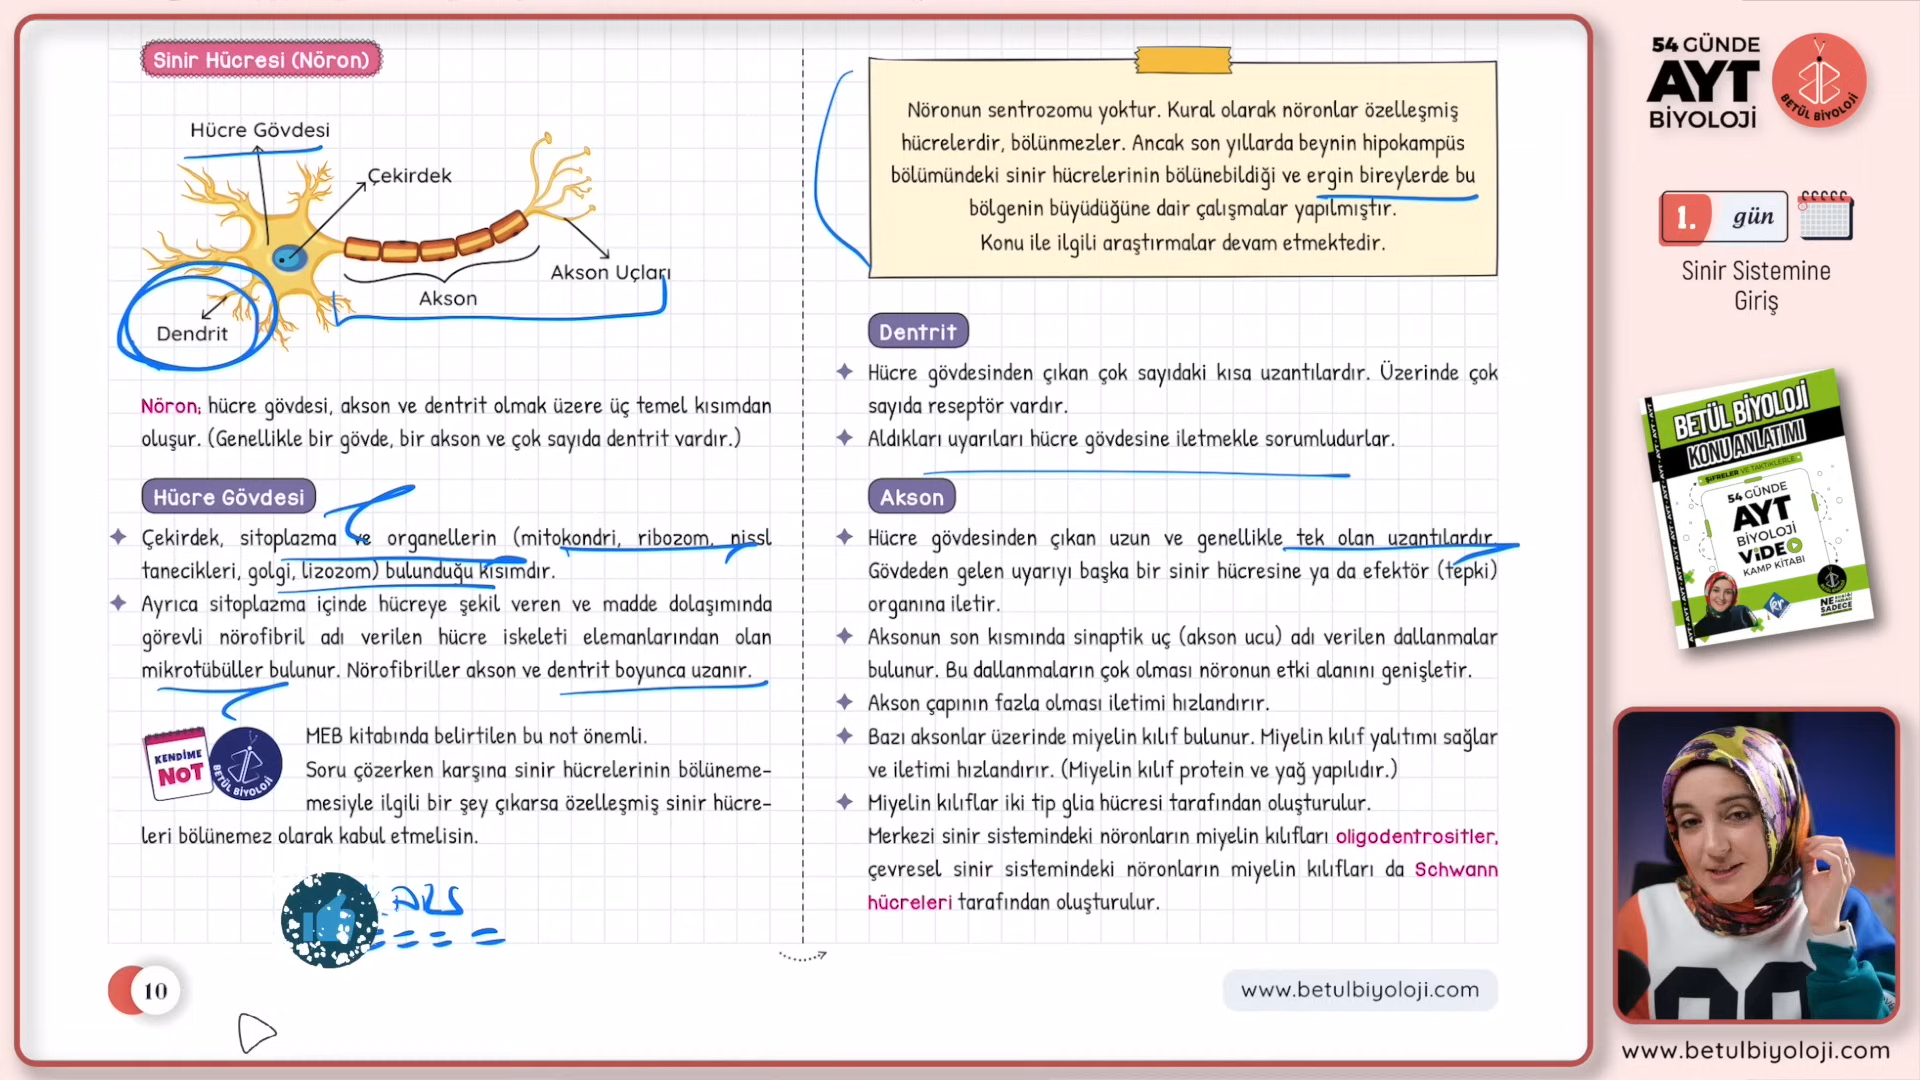 Sinir Hücresi (Nöron)
Hücre Gövdesi
Çekirdek
Akson Uçları
Akson
Dendrit
Nöron; hücre gövdesi, akson ve dentrit olmak üzere üç temel kısımdan
oluşur. (Genellikle bir gövde, bir akson ve çok sayıda dentrit vardır.)
Hücre Gövdesi
Çekirdek, sitoplazma ve organellerin (mitokondri, ribozom, nissl
tanecikleri, golgi, lizozom) bulunduğu kısımdır.
Ayrıca sitoplazma içinde hücreye şekil veren ve madde dolaşımında
görevli nörofibril adı verilen hücre iskeleti elemanlarından olan
mikrotübüller bulunur. Nörofibriller akson ve dentrit boyunca uzanır.
KENDİME
NOT
BETÜL BİYOLOJİ
MEB kitabında belirtilen bu not önemli.
Soru çözerken karşına sinir hücrelerinin bölüneme-
mesiyle ilgili bir şey çıkarsa özelleşmiş sinir hücre-
leri bölünemez olarak kabul etmelisin.
10
Nöronun sentrozomu yoktur. Kural olarak nöronlar özelleşmiş
hücrelerdir, bölünmezler. Ancak son yıllarda beynin hipokampüs
bölümündeki sinir hücrelerinin bölünebildiği ve ergin bireylerde bu
bölgenin büyüdüğüne dair çalışmalar yapılmıştır.
Konu ile ilgili araştırmalar devam etmektedir.
Dentrit
Hücre gövdesinden çıkan çok sayıdaki kısa uzantılardır. Üzerinde çok
sayıda reseptör vardır.
Aldıkları uyarıları hücre gövdesine iletmekle sorumludurlar.
Akson
Hücre gövdesinden çıkan uzun ve genellikle tek olan uzantılardır.
Gövdeden gelen uyarıyı başka bir sinir hücresine ya da efektör (tepki)
organına iletir.
Aksonun son kısmında sinaptik uç (akson ucu) adı verilen dallanmalar
bulunur. Bu dallanmaların çok olması nöronun etki alanını genişletir.
Akson çapının fazla olması iletimi hızlandırır.
Bazı aksonlar üzerinde miyelin kılıf bulunur. Miyelin kılıf yalıtımı sağlar
ve iletimi hızlandırır. (Miyelin kılıf protein ve yağ yapılıdır.)
Miyelin kılıflar iki tip glia hücresi tarafından oluşturulur.
Merkezi sinir sistemindeki nöronların miyelin kılıfları oligodentrositler,
çevresel sinir sistemindeki nöronların miyelin kılıfları da Schwann
hücreleri tarafından oluşturulur.
www.betulbiyoloji.com
54 GÜNDE
AYT
BİYOLOJİ
BETÜL BİYOLOJİ
1. gün
Sinir Sistemine
Giriş
BETÜL BİYOLOJİ
KONU ANLATIMI
ŞİFRELER VE TAKTİKLERLE
54 GÜNDE
AYT
BİYOLOJİ
VİDEO
KAMP KİTABI
www.betulbiyoloji.com